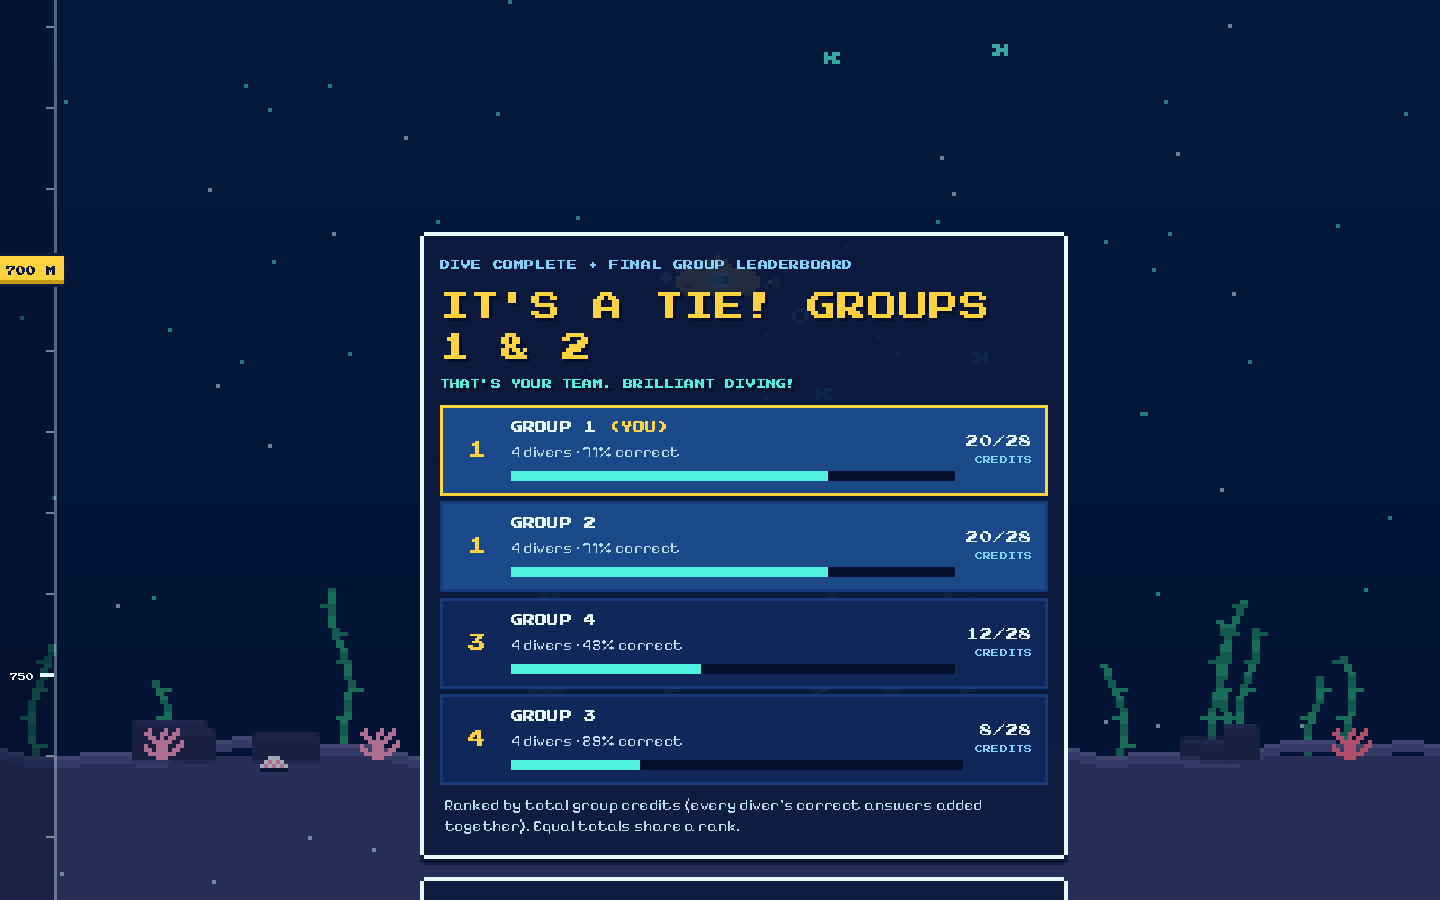 700 M
750
DIVE COMPLETE + FINAL GROUP LEADERBOARD
IT'S A TIE! GROUPS
1 & 2
THAT'S YOUR TEAM. BRILLIANT DIVING!
1
GROUP 1 (YOU)
4 divers · 71% correct
20/28
CREDITS
1
GROUP 2
4 divers · 71% correct
20/28
CREDITS
3
GROUP 4
4 divers · 43% correct
12/28
CREDITS
4
GROUP 3
4 divers · 29% correct
8/28
CREDITS
Ranked by total group credits (every diver's correct answers added
together). Equal totals share a rank.